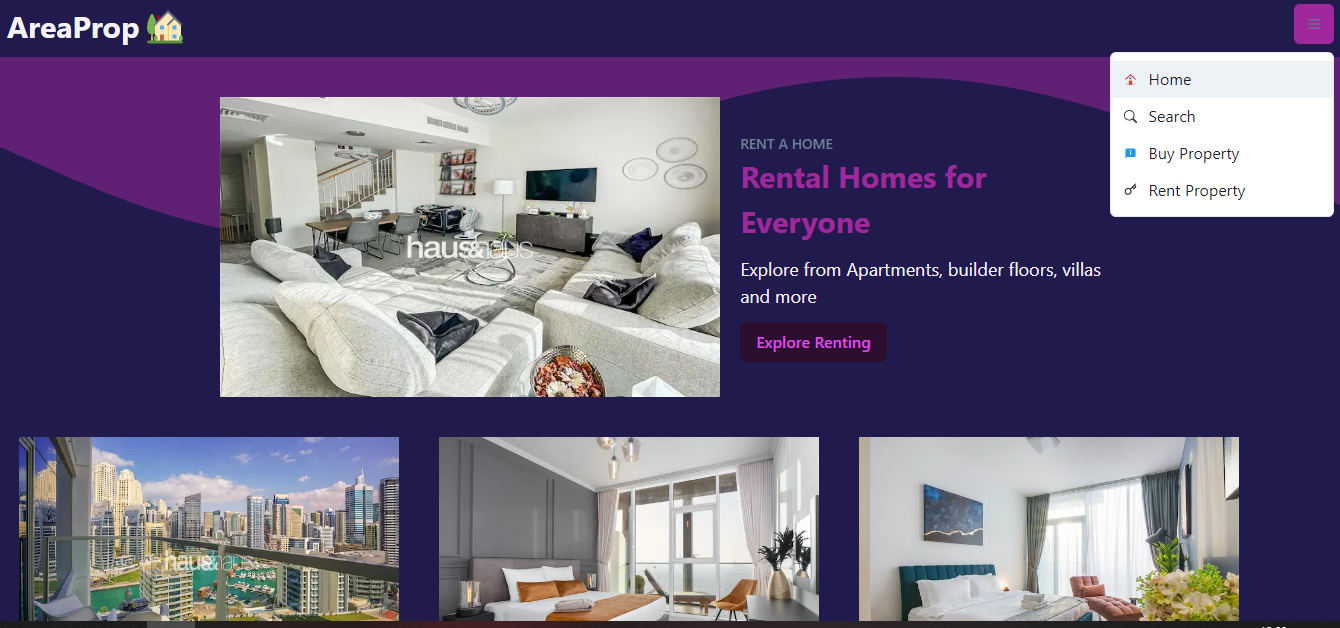 AreaProp
Home
Search
Buy Property
Rent Property
RENT A HOME
Rental Homes for
Everyone
Explore from Apartments, builder floors, villas
and more
Explore Renting
haus&haus
haus&haus